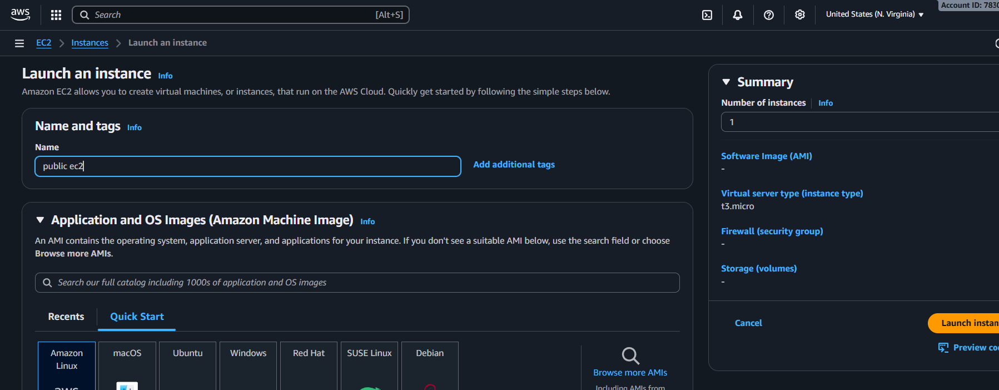 aws
Search
[Alt+S]
United States (N. Virginia)
Account ID: 7830
EC2
Instances
Launch an instance
Launch an instance
Info
Amazon EC2 allows you to create virtual machines, or instances, that run on the AWS Cloud. Quickly get started by following the simple steps below.
Name and tags
Info
Name
public ec2
Add additional tags
Application and OS Images (Amazon Machine Image)
Info
An AMI contains the operating system, application server, and applications for your instance. If you don't see a suitable AMI below, use the search field or choose
Browse more AMIs.
Search our full catalog including 1000s of application and OS images
Recents
Quick Start
Amazon
Linux
macOS
Ubuntu
Windows
Red Hat
SUSE Linux
Debian
aws
Browse more AMIs
Including AMIs from
Summary
Number of instances
Info
1
Software Image (AMI)
-
Virtual server type (instance type)
t3.micro
Firewall (security group)
-
Storage (volumes)
-
Cancel
Launch instan
Preview co